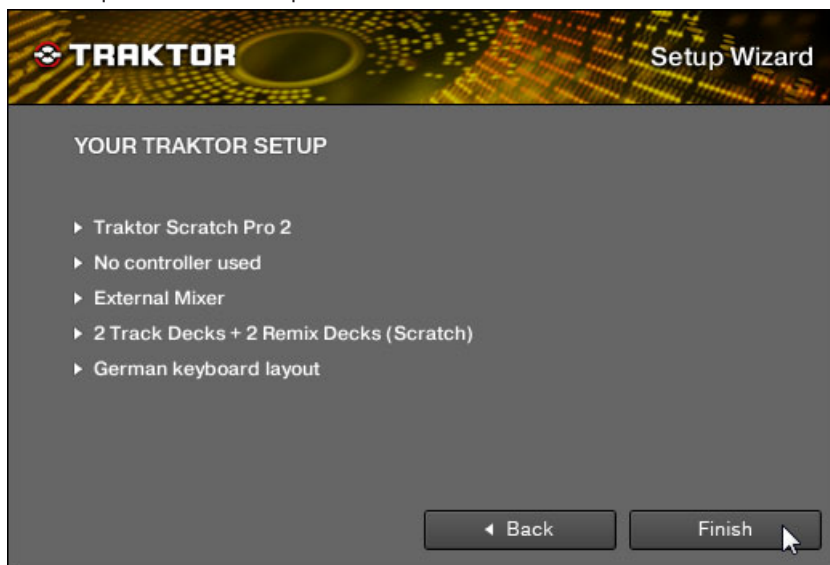 TRAKTOR
Setup Wizard
YOUR TRAKTOR SETUP
Traktor Scratch Pro 2
No controller used
External Mixer
2 Track Decks + 2 Remix Decks (Scratch)
German keyboard layout
Back
Finish